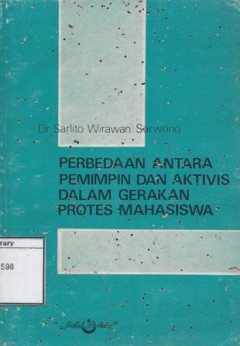 Dr Sarlito Wirawan Sarwono
PERBEDAAN ANTARA
PEMIMPIN DAN AKTIVIS
DALAM GERAKAN
PROTES MAHASISWA
rary
598